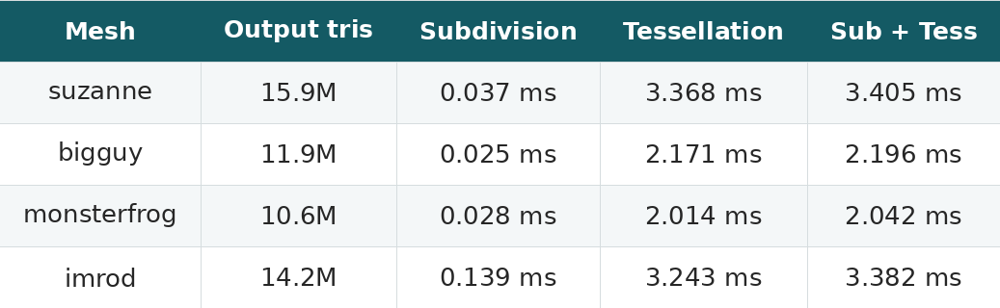 Mesh Output tris Subdivision Tessellation Sub + Tess
suzanne 15.9M 0.037 ms 3.368 ms 3.405 ms
bigguy 11.9M 0.025 ms 2.171 ms 2.196 ms
monsterfrog 10.6M 0.028 ms 2.014 ms 2.042 ms
imrod 14.2M 0.139 ms 3.243 ms 3.382 ms